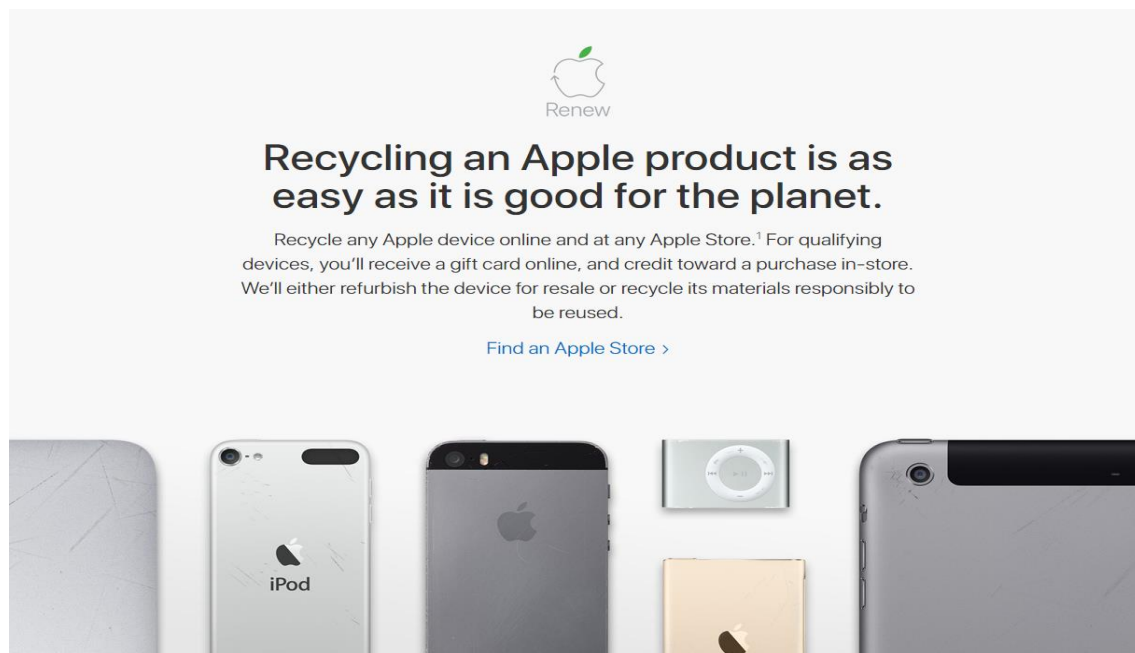 Renew
Recycling an Apple product is as
easy as it is good for the planet.
Recycle any Apple device online and at any Apple Store.¹ For qualifying
devices, you’ll receive a gift card online, and credit toward a purchase in-store.
We’ll either refurbish the device for resale or recycle its materials responsibly to
be reused.
Find an Apple Store >
iPod